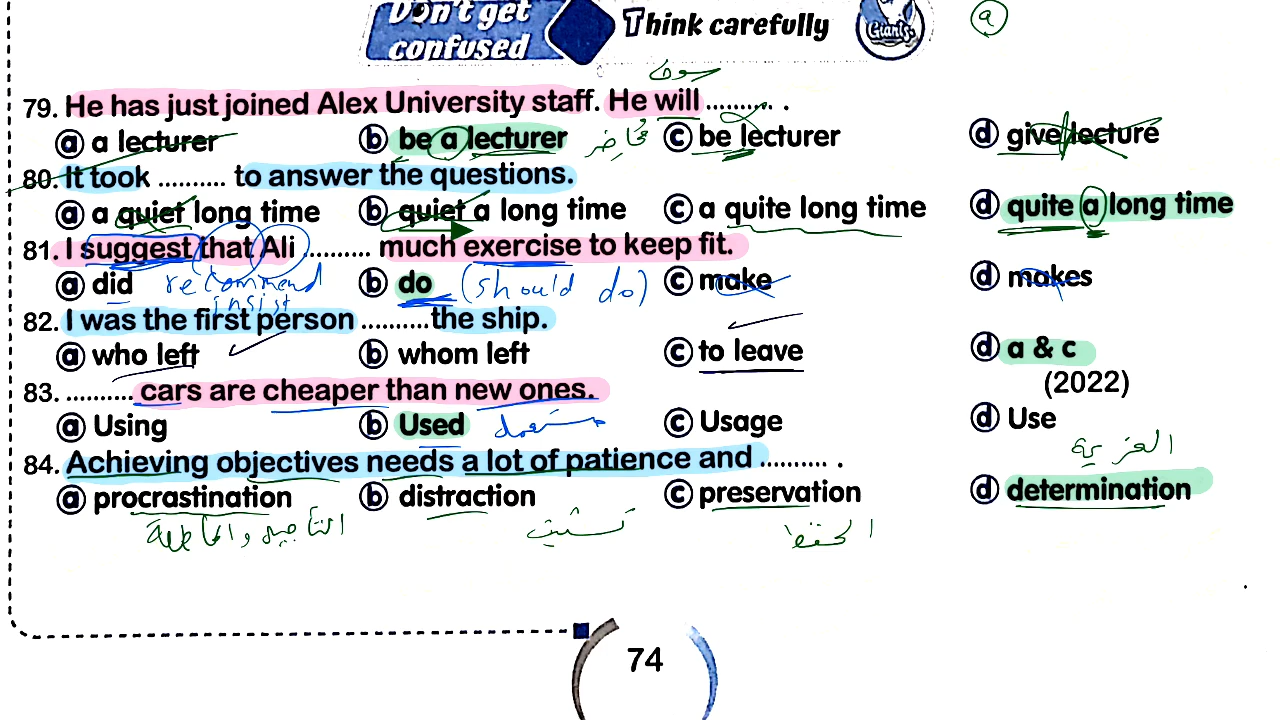 Don't get
confused
Think carefully
Giants
a
سوف
79. He has just joined Alex University staff. He will .......... .
ⓐ a lecturer ⓑ be a lecturer محاضر ⓒ be lecturer ⓓ give lecture
80. It took .......... to answer the questions.
ⓐ a quiet long time ⓑ quiet a long time ⓒ a quite long time ⓓ quite a long time
81. I suggest that Ali .......... much exercise to keep fit.
ⓐ did recommend ⓑ do (should do) ⓒ make ⓓ makes
insist
82. I was the first person .......... the ship.
ⓐ who left ⓑ whom left ⓒ to leave ⓓ a & c
(2022)
83. .......... cars are cheaper than new ones.
ⓐ Using ⓑ Used مستعمل ⓒ Usage ⓓ Use
84. Achieving objectives needs a lot of patience and .......... .
العزيمة
ⓐ procrastination ⓑ distraction ⓒ preservation ⓓ determination
التأجيل والمماطلة تشتيت الحفظ
74